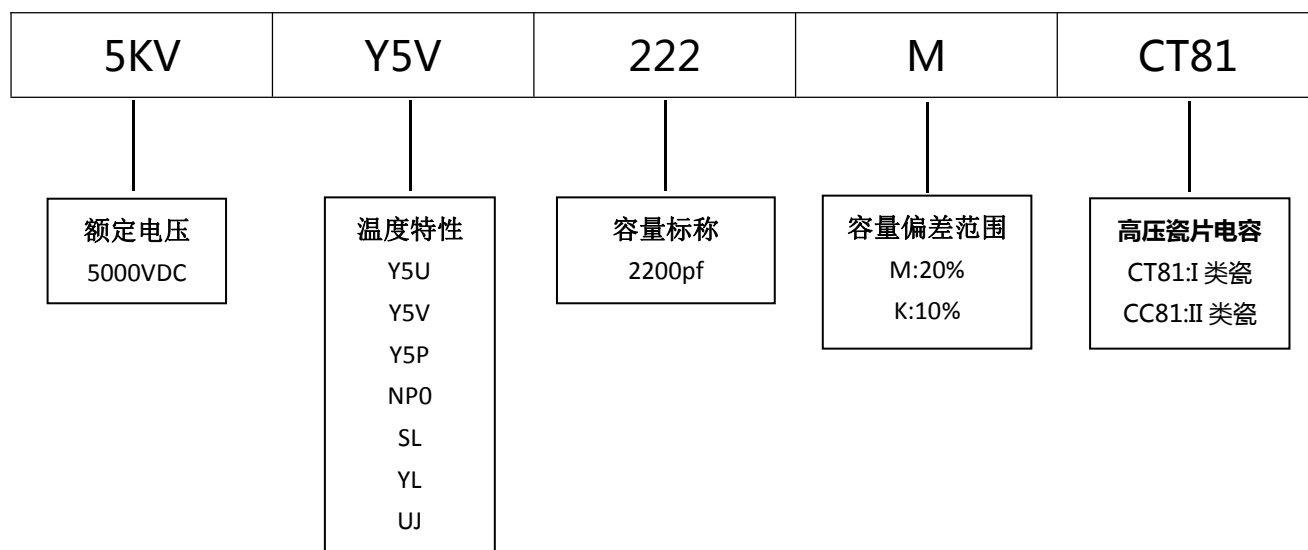 5KV Y5V 222 M CT81
额定电压
5000VDC
温度特性
Y5U
Y5V
Y5P
NP0
SL
YL
UJ
容量标称
2200pf
容量偏差范围
M:20%
K:10%
高压瓷片电容
CT81:I 类瓷
CC81:II 类瓷